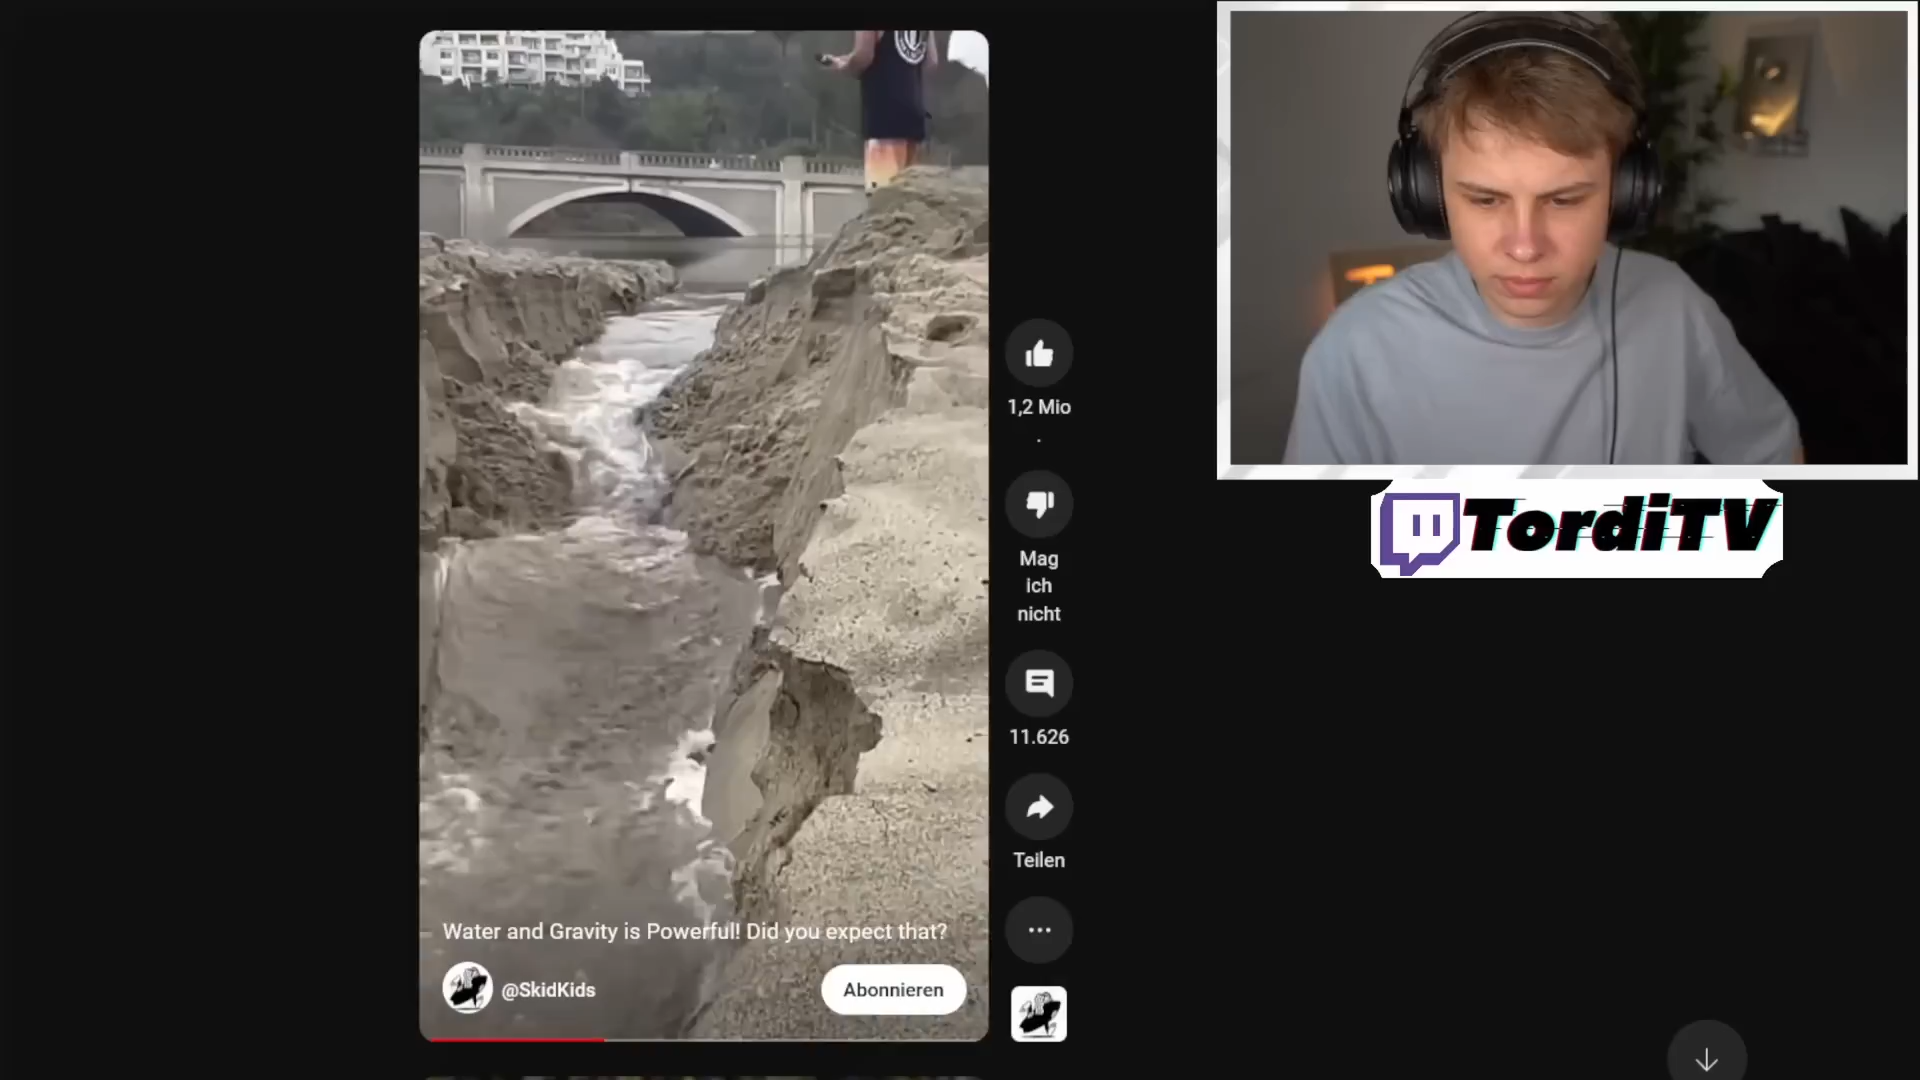 1,2 Mio
.
Mag
ich
nicht
11.626
Teilen
TordiTV
Water and Gravity is Powerful! Did you expect that?
@SkidKids
Abonnieren